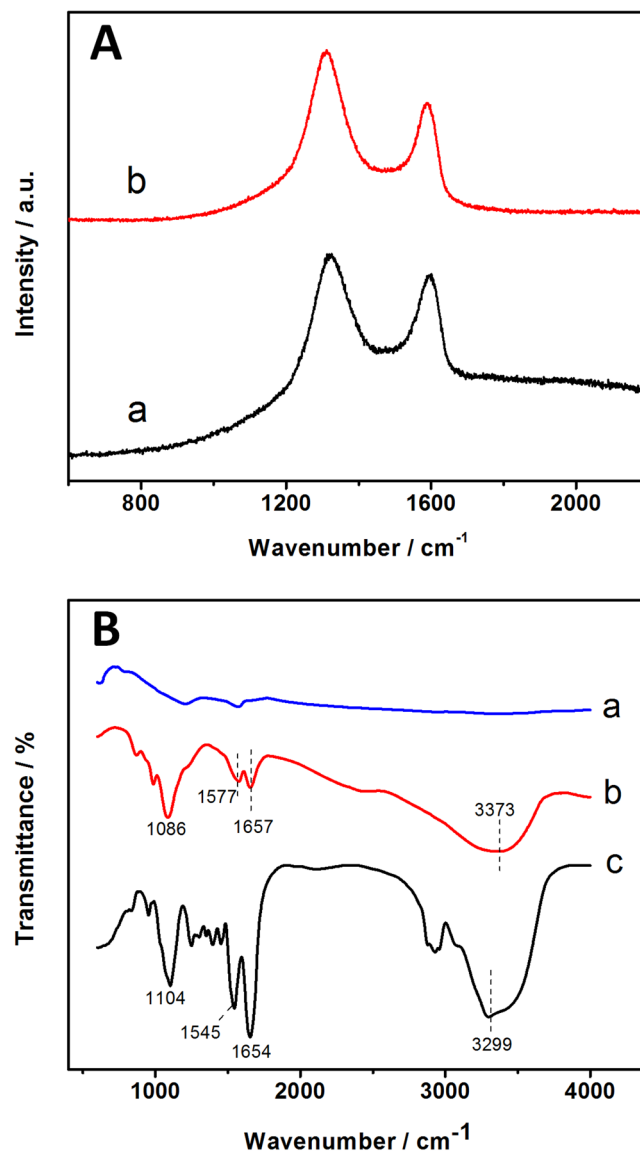 A
b
a
Intensity / a.u.
800 1200 1600 2000
Wavenumber / cm-1
B
a
b
c
1577
1657
1086
3373
1104
1545
1654
3299
Transmittance / %
1000 2000 3000 4000
Wavenumber / cm-1